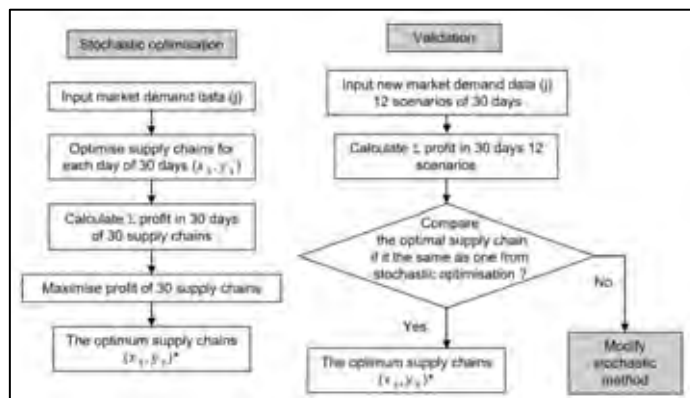 Stochastic optimisation
Input market demand data (j)
Optimise supply chains for
each day of 30 days (x i, y i)
Calculate Σ profit in 30 days
of 30 supply chains
Maximise profit of 30 supply chains
The optimum supply chains
(x i, y i)*
Validation
Input new market demand data (j)
12 scenarios of 30 days
Calculate Σ profit in 30 days 12
scenarios
Compare
the optimal supply chain
if it the same as one from
stochastic optimisation ?
No
Yes
The optimum supply chains
(x i, y i)*
Modify
stochastic
method